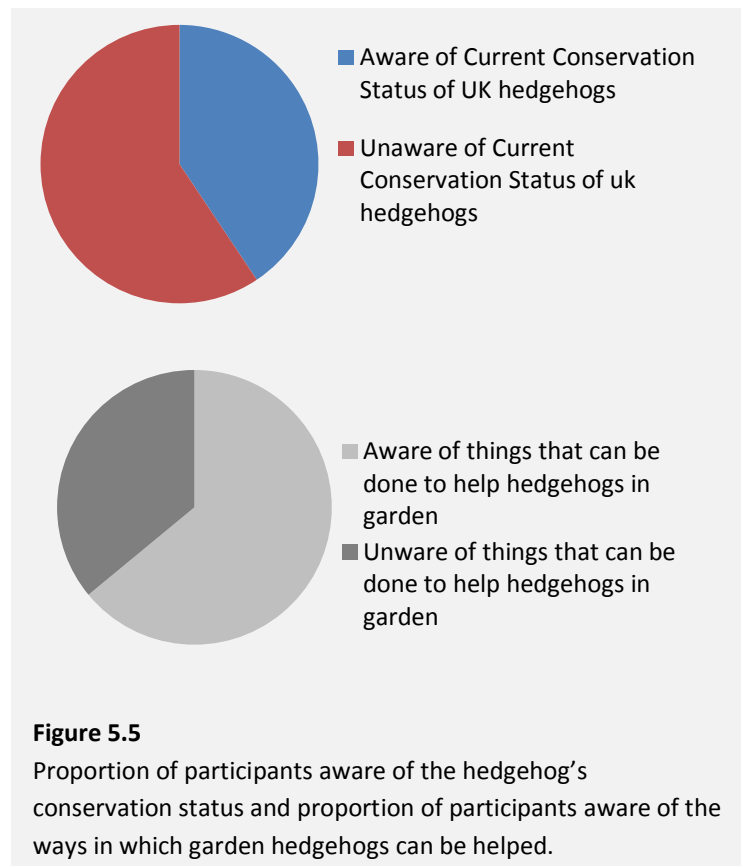 Aware of Current Conservation
Status of UK hedgehogs
Unaware of Current
Conservation Status of uk
hedgehogs
Aware of things that can be
done to help hedgehogs in
garden
Unware of things that can be
done to help hedgehogs in
garden
Figure 5.5
Proportion of participants aware of the hedgehog’s
conservation status and proportion of participants aware of the
ways in which garden hedgehogs can be helped.